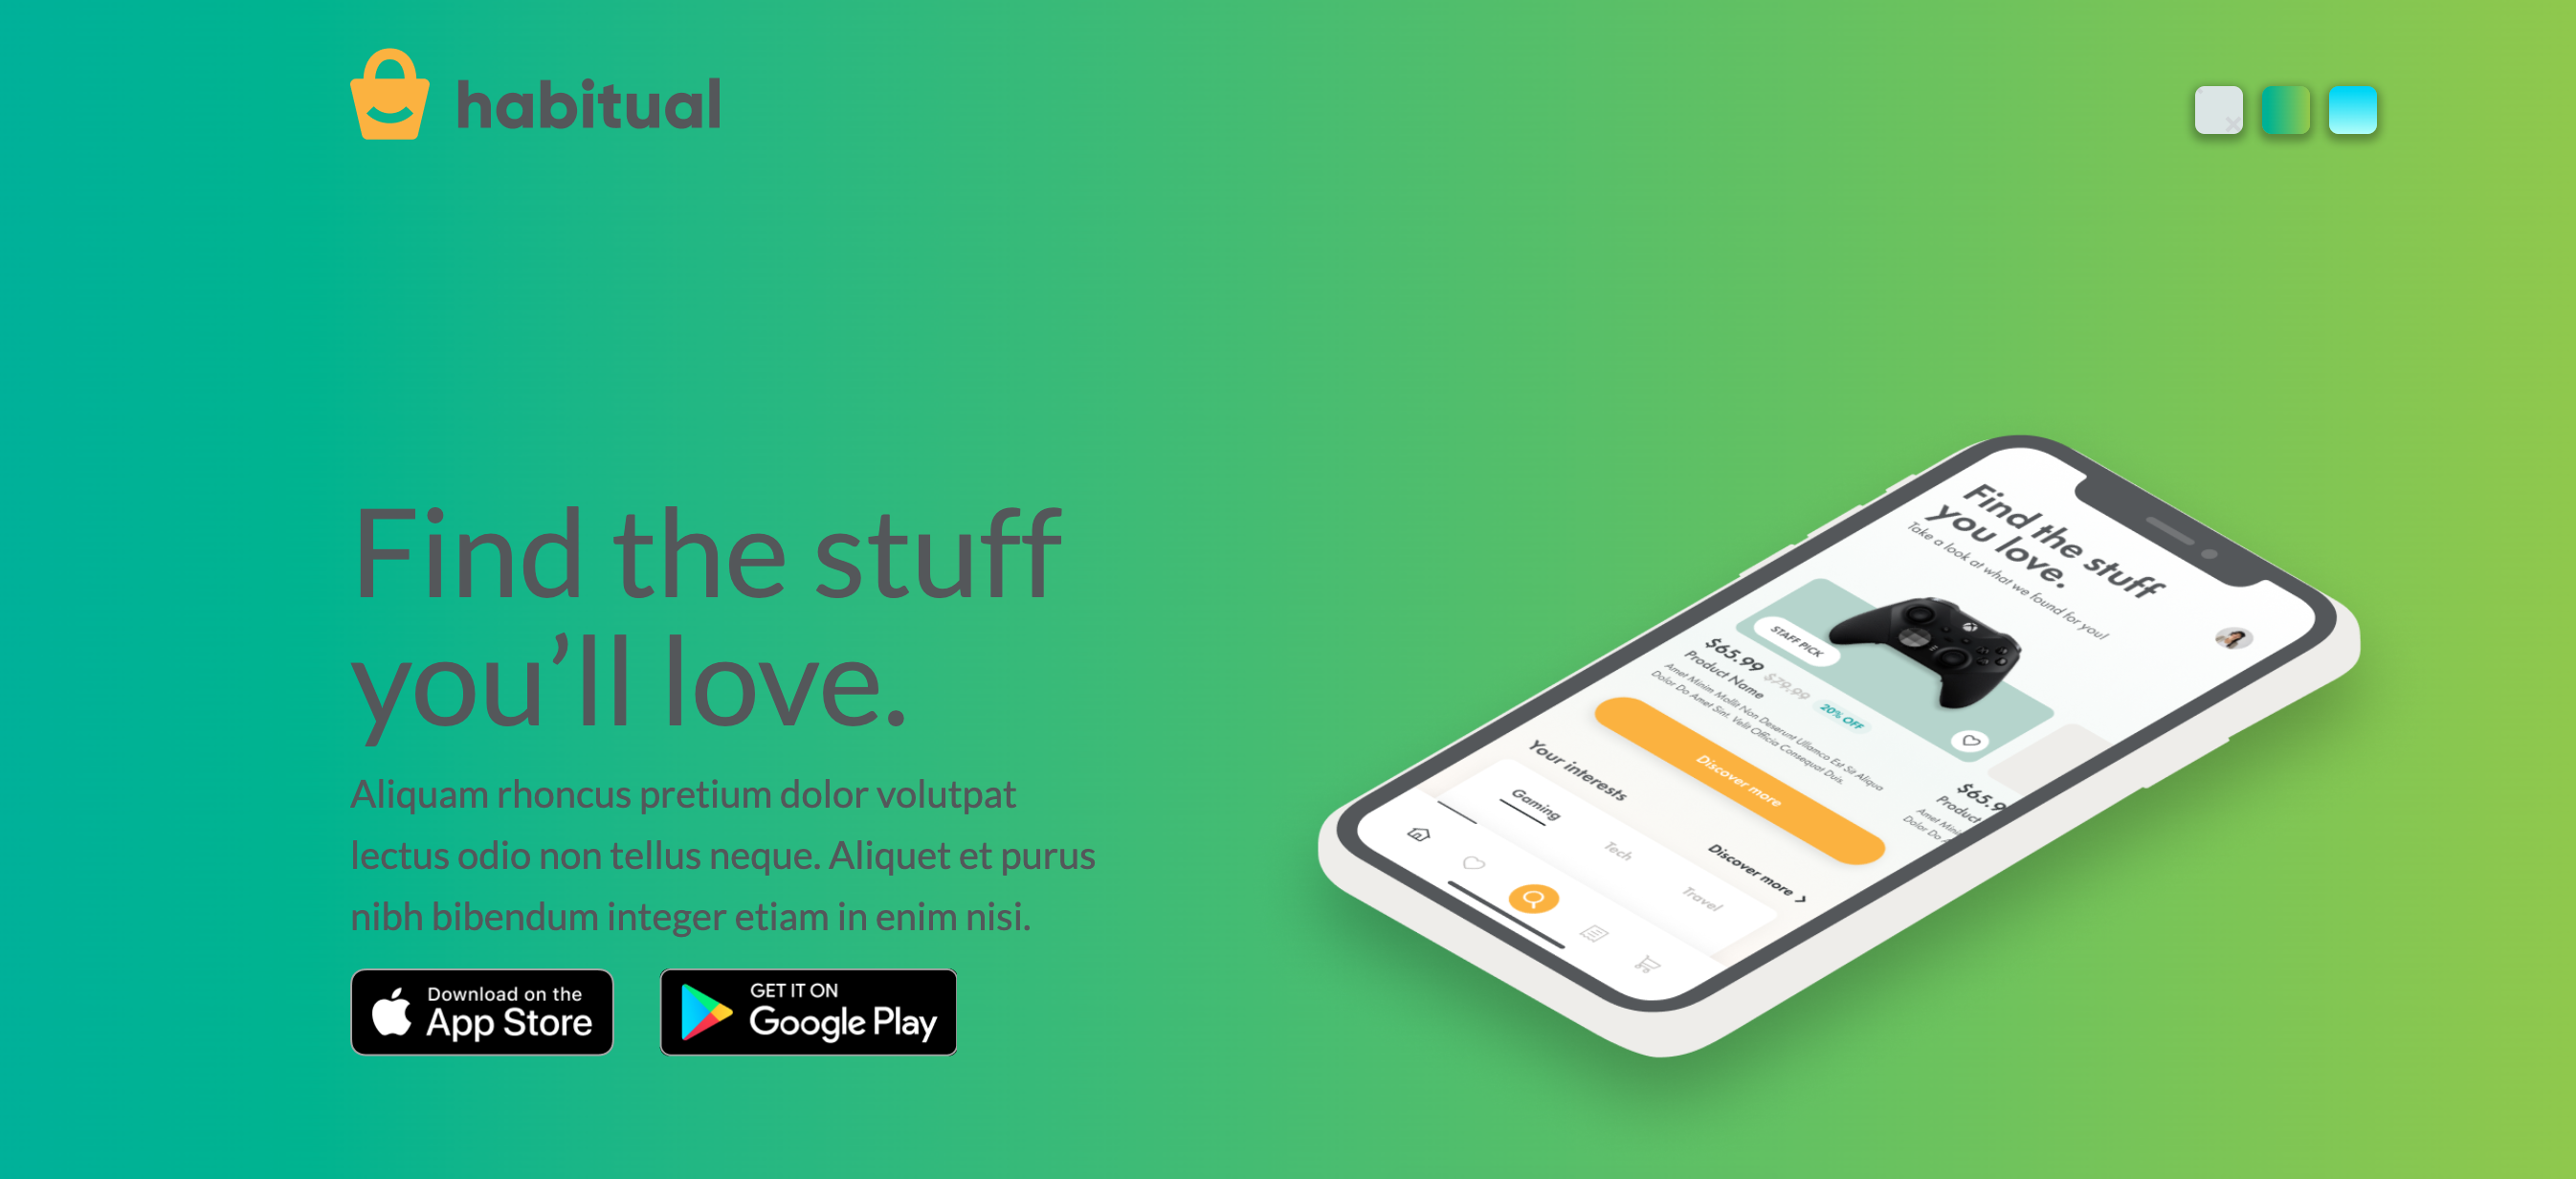 habitual
Find the stuff
you’ll love.
Aliquam rhoncus pretium dolor volutpat
lectus odio non tellus neque. Aliquet et purus
nibh bibendum integer etiam in enim nisi.
Download on the
App Store
GET IT ON
Google Play
Find the stuff
you love.
Take a look at what we found for you!
STAFF PICK
$65.99 $79.99 20% OFF
Product Name
Amet Minim Mollit Non Deserunt Ullamco Est Sit Aliqua
Dolor Do Amet Sint. Velit Officia Consequat Duis.
$65.9
Product
Amet Mini
Dolor Do A
Discover more
Your interests
Discover more
Gaming
Tech
Travel